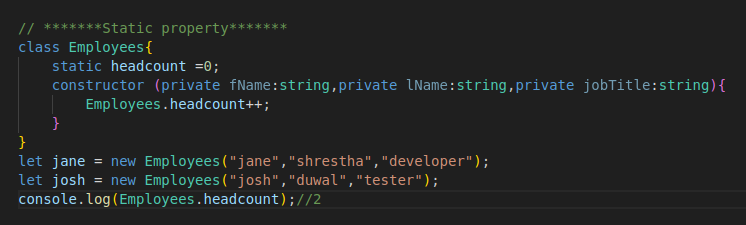 // *******Static property*******
class Employees{
static headcount =0;
constructor (private fName:string,private lName:string,private jobTitle:string){
Employees.headcount++;
}
}
let jane = new Employees("jane","shrestha","developer");
let josh = new Employees("josh","duwal","tester");
console.log(Employees.headcount);//2